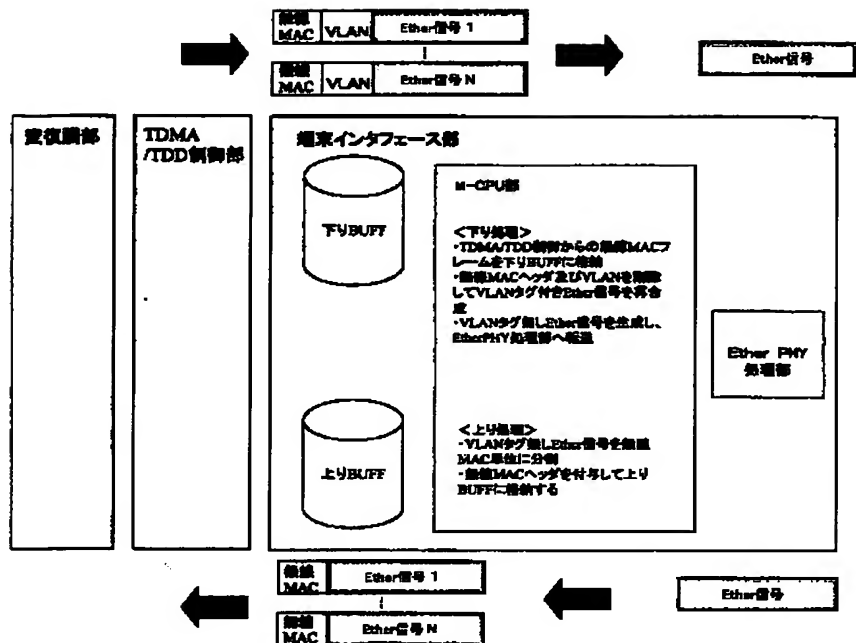 無線
MAC
VLAN
Ether信号 1
無線
MAC
VLAN
Ether信号 N
Ether信号
変復調部
TDMA
/TDD制御部
端末インタフェース部
下りBUFF
上りBUFF
M-CPU部
<下り処理>
・TDMA/TDD制御からの無線MACフ
レームを下りBUFFに格納
・無線MACヘッダ及びVLANを削除
してVLANタグ付きEther信号を再合
成
・VLANタグ無しEther信号を生成し、
EtherPHY処理部へ転送
<上り処理>
・VLANタグ無しEther信号を無線
MAC単位に分割
・無線MACヘッダを付与して上り
BUFFに格納する
Ether PHY
処理部
無線
MAC
Ether信号 1
無線
MAC
Ether信号 N
Ether信号